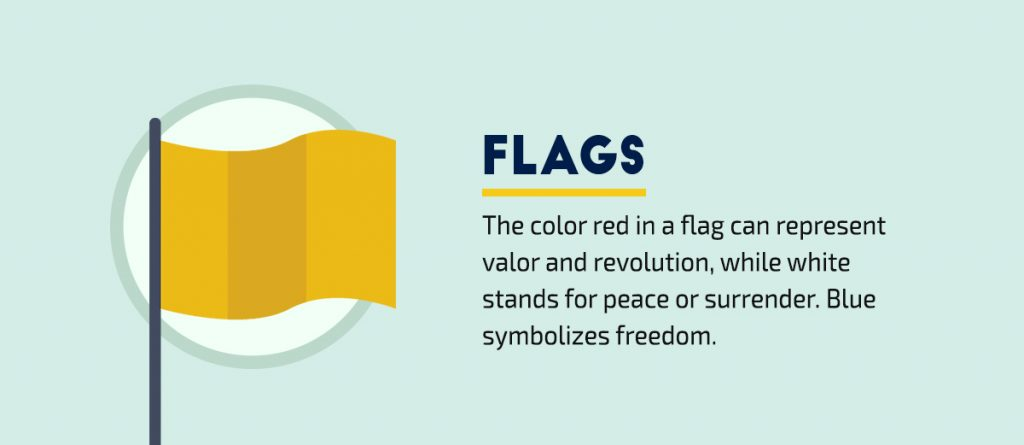 FLAGS
The color red in a flag can represent
valor and revolution, while white
stands for peace or surrender. Blue
symbolizes freedom.